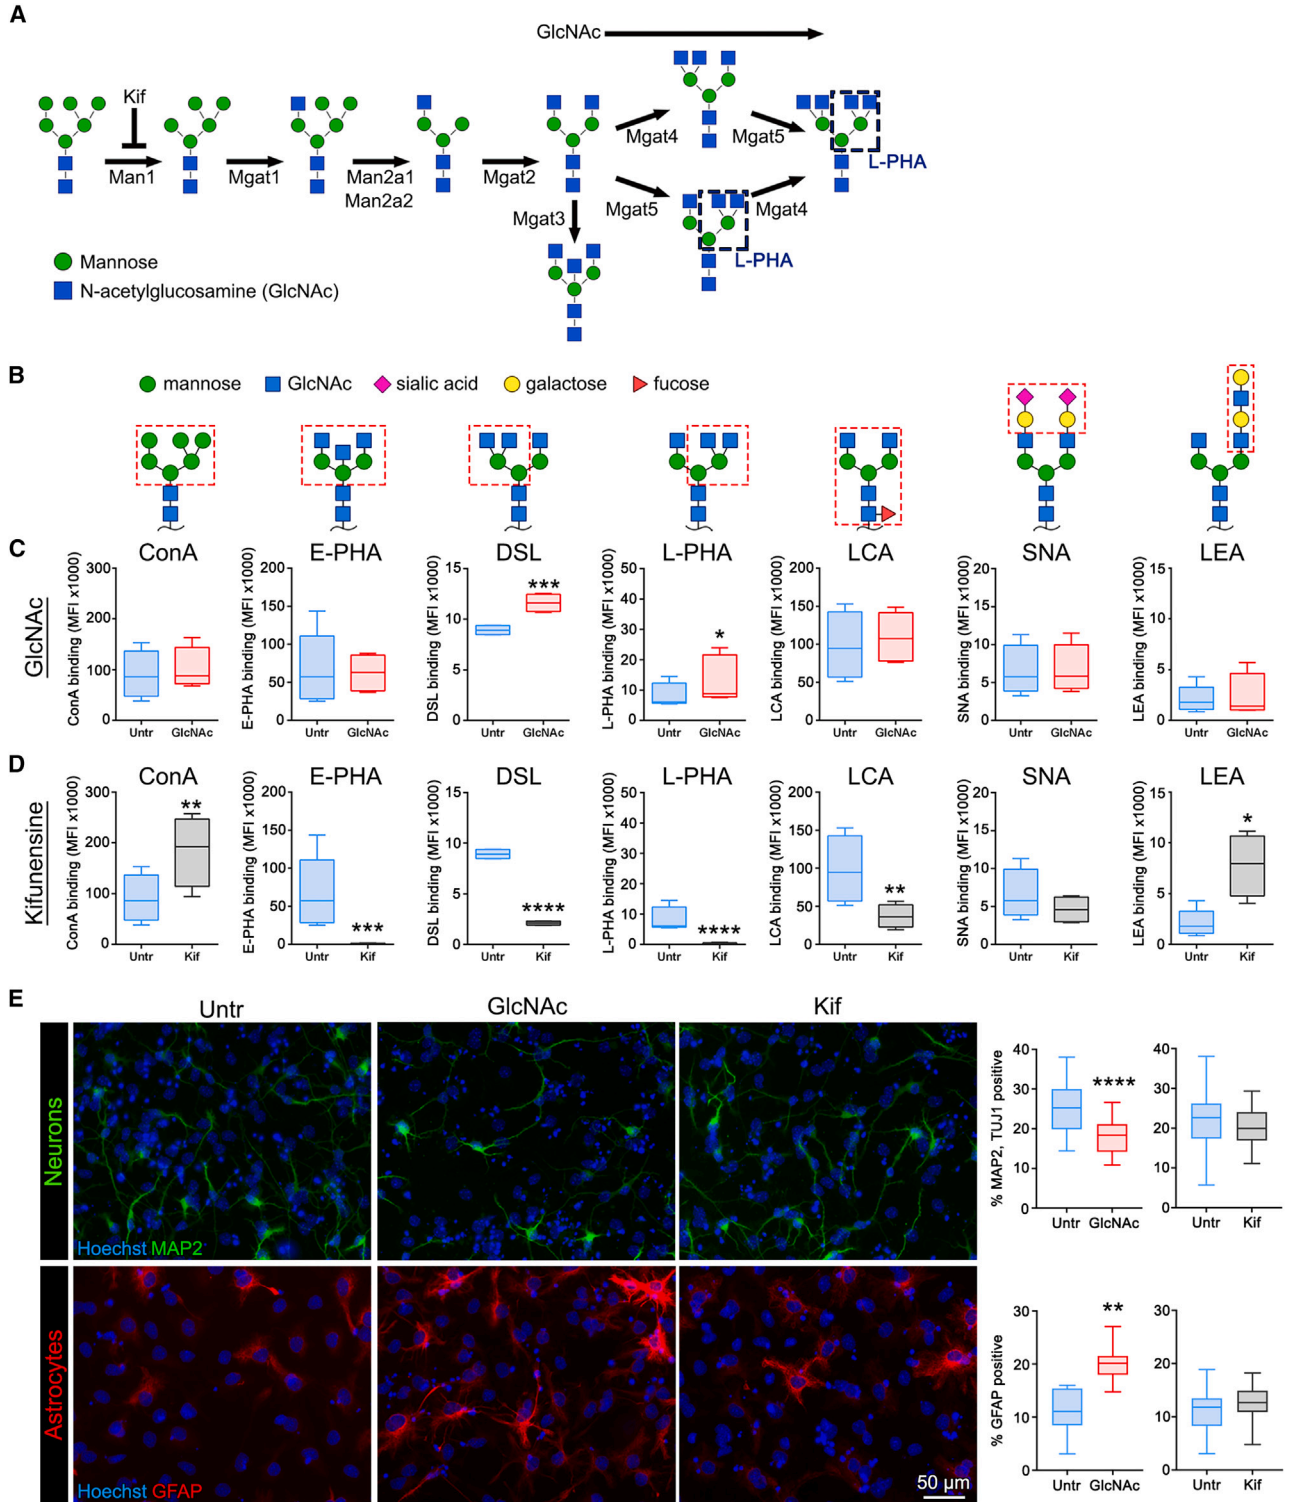 A
GlcNAc
Kif
Man1
Mgat1
Man2a1
Man2a2
Mgat2
Mgat3
Mgat4
Mgat5
Mgat5
Mgat4
L-PHA
L-PHA
Mannose
N-acetylglucosamine (GlcNAc)
B
mannose GlcNAc sialic acid galactose fucose
C
GlcNAc
ConA
ConA binding (MFI x1000)
300
200
100
0
Untr GlcNAc
E-PHA
E-PHA binding (MFI x1000)
200
150
100
50
0
Untr GlcNAc
DSL
DSL binding (MFI x1000)
15
10
5
0
***
Untr GlcNAc
L-PHA
L-PHA binding (MFI x1000)
50
40
30
20
10
0
*
Untr GlcNAc
LCA
LCA binding (MFI x1000)
200
150
100
50
0
Untr GlcNAc
SNA
SNA binding (MFI x1000)
20
15
10
5
0
Untr GlcNAc
LEA
LEA binding (MFI x1000)
15
10
5
0
Untr GlcNAc
D
Kifunensine
ConA
ConA binding (MFI x1000)
300
200
100
0
**
Untr Kif
E-PHA
E-PHA binding (MFI x1000)
200
150
100
50
0
***
Untr Kif
DSL
DSL binding (MFI x1000)
15
10
5
0
****
Untr Kif
L-PHA
L-PHA binding (MFI x1000)
50
40
30
20
10
0
****
Untr Kif
LCA
LCA binding (MFI x1000)
200
150
100
50
0
**
Untr Kif
SNA
SNA binding (MFI x1000)
20
15
10
5
0
Untr Kif
LEA
LEA binding (MFI x1000)
15
10
5
0
*
Untr Kif
E
Untr GlcNAc Kif
Neurons
Hoechst MAP2
% MAP2, TUJ1 positive
40
30
20
10
0
****
Untr GlcNAc
40
30
20
10
0
Untr Kif
Astrocytes
Hoechst GFAP
50 µm
% GFAP positive
30
20
10
0
**
Untr GlcNAc
30
20
10
0
Untr Kif